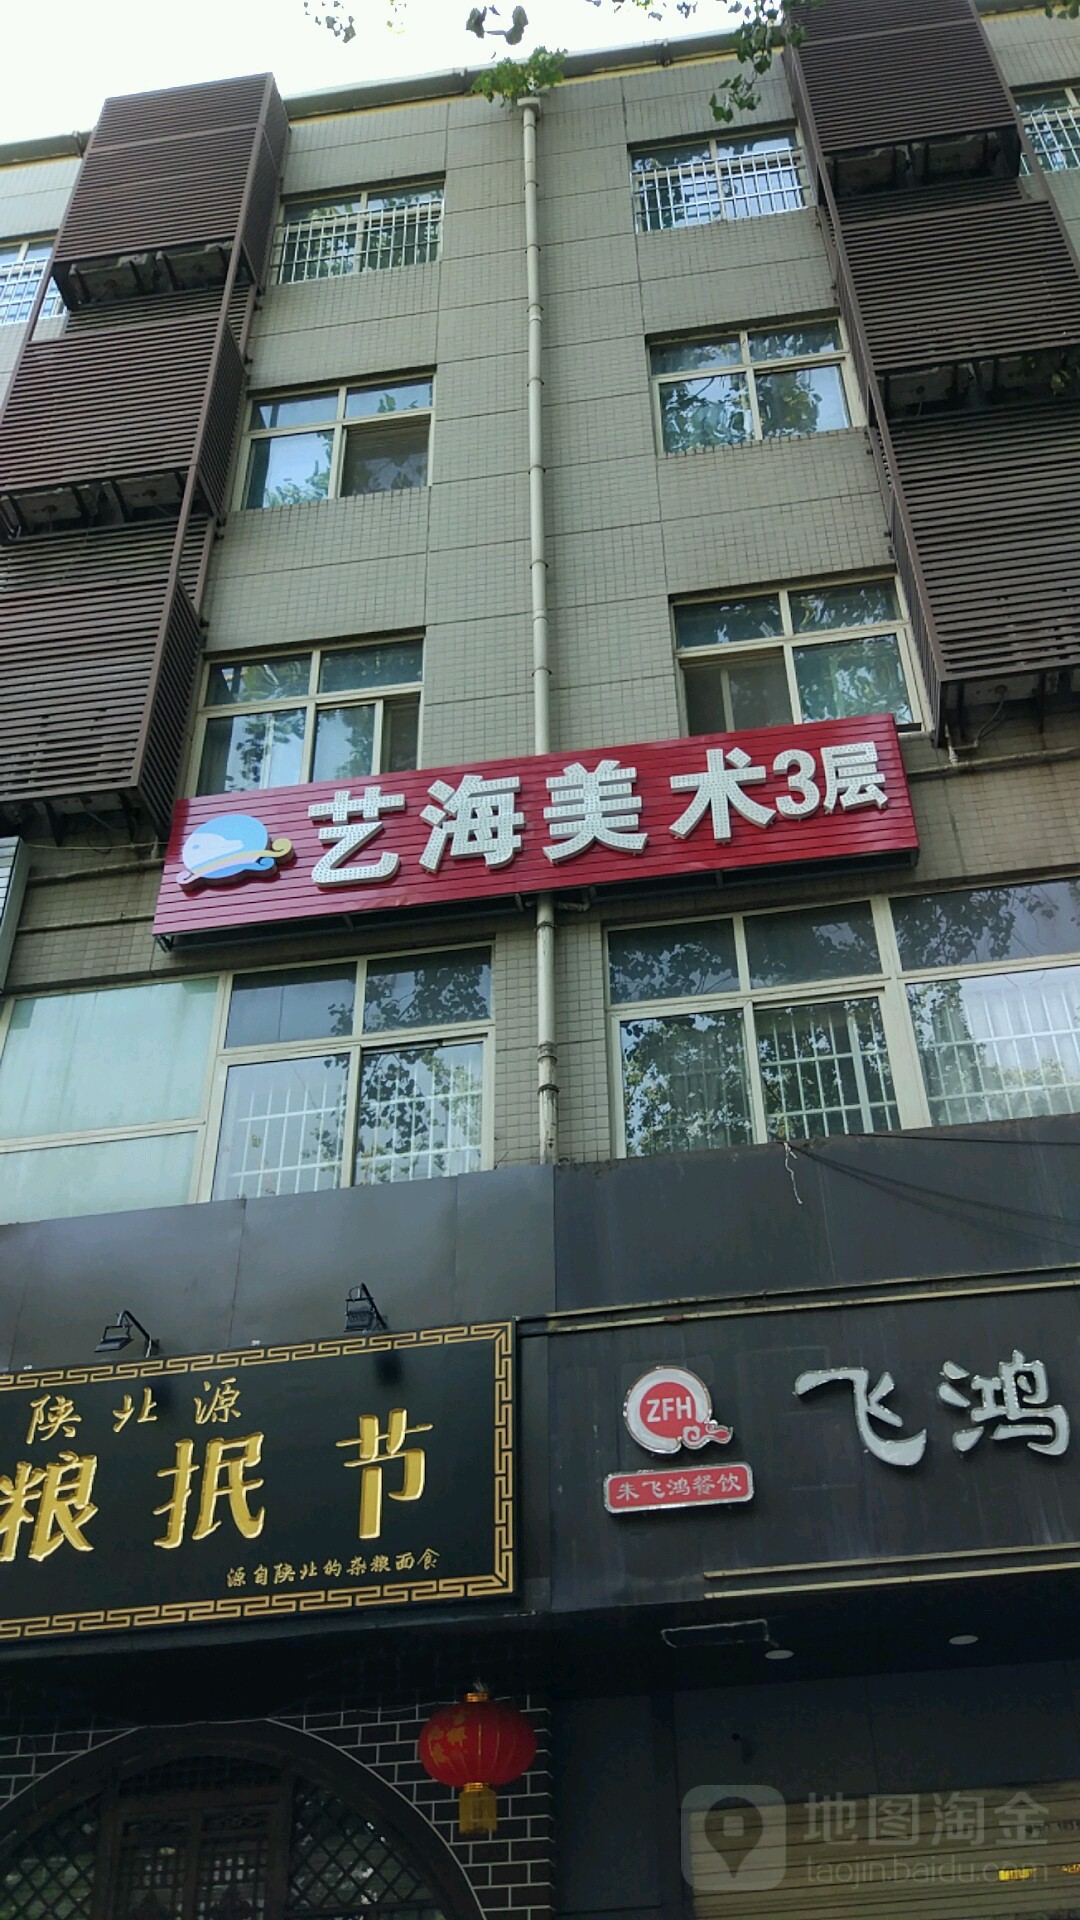 艺海美术3层
陕北源
粮抿节
源自陕北的杂粮面食
ZFH
朱飞鸿餐饮
飞鸿
地图淘金
taojin.baidu.com